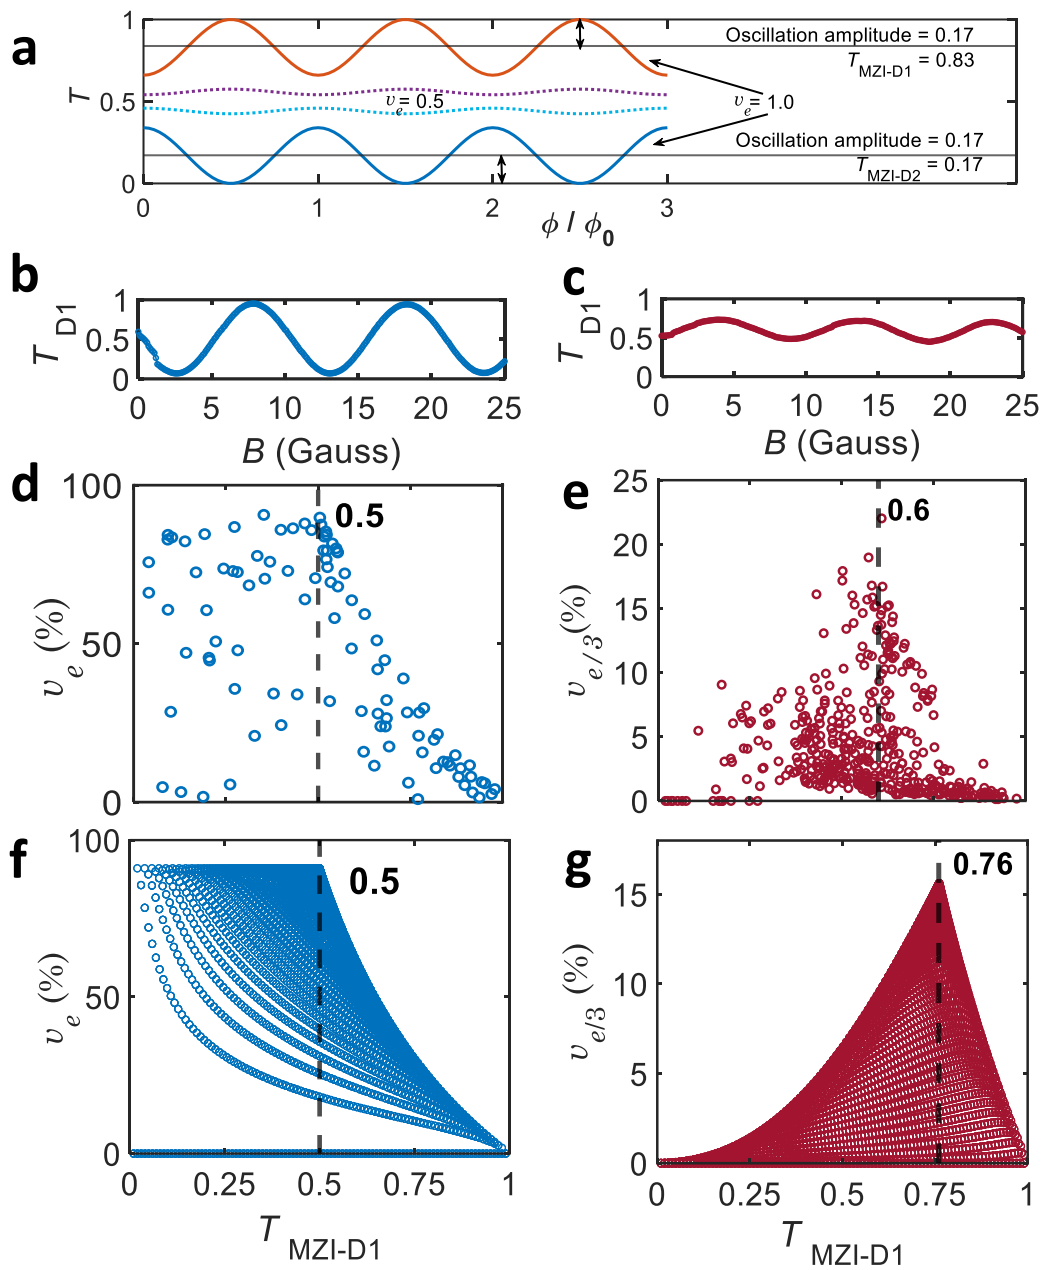 a
T
1
0.5
0
Oscillation amplitude = 0.17
T MZI-D1 = 0.83
υe = 0.5
υe = 1.0
Oscillation amplitude = 0.17
T MZI-D2 = 0.17
0 1 2 3
ϕ / ϕ0
b
T D1
1
0.5
0
0 5 10 15 20 25
B (Gauss)
c
T D1
1
0.5
0
0 5 10 15 20 25
B (Gauss)
d
υe (%)
100
50
0
0.5
e
υe/3(%)
25
20
15
10
5
0
0.6
f
υe (%)
100
50
0
0.5
0 0.25 0.5 0.75 1
T MZI-D1
g
υe/3 (%)
15
10
5
0
0.76
0 0.25 0.5 0.75 1
T MZI-D1